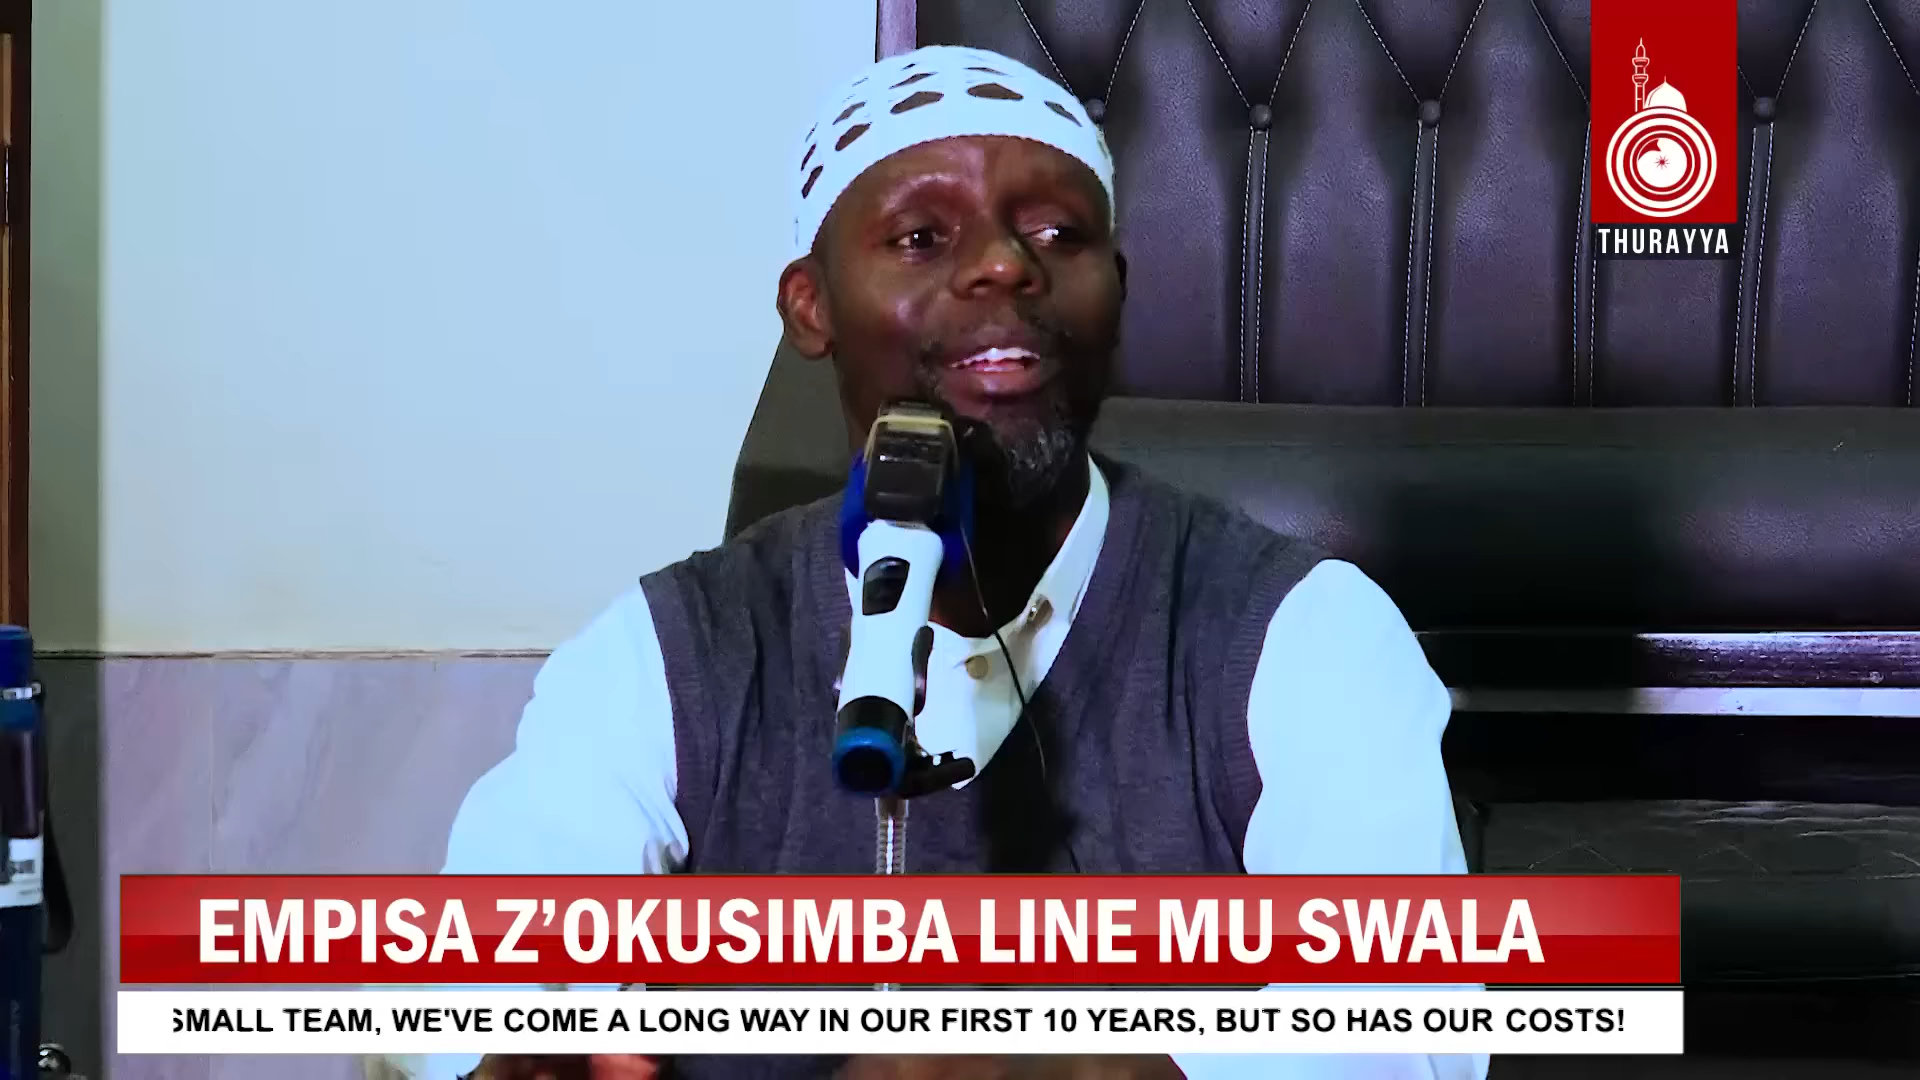 THURAYYA
EMPISA Z’OKUSIMBA LINE MU SWALA
SMALL TEAM, WE'VE COME A LONG WAY IN OUR FIRST 10 YEARS, BUT SO HAS OUR COSTS!